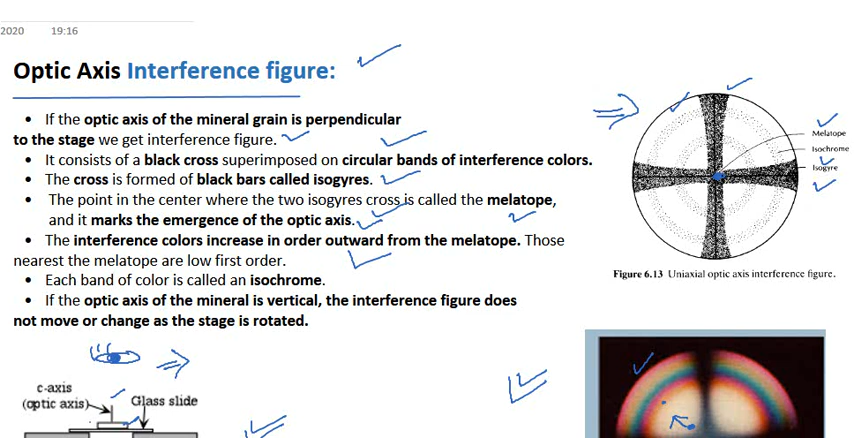 2020 19:16
Optic Axis Interference figure:
• If the optic axis of the mineral grain is perpendicular
to the stage we get interference figure.
• It consists of a black cross superimposed on circular bands of interference colors.
• The cross is formed of black bars called isogyres.
• The point in the center where the two isogyres cross is called the melatope,
and it marks the emergence of the optic axis.
• The interference colors increase in order outward from the melatope. Those
nearest the melatope are low first order.
• Each band of color is called an isochrome.
• If the optic axis of the mineral is vertical, the interference figure does
not move or change as the stage is rotated.
Melatope
Isochrome
Isogyre
Figure 6.13 Uniaxial optic axis interference figure.
c-axis
(optic axis)
Glass slide